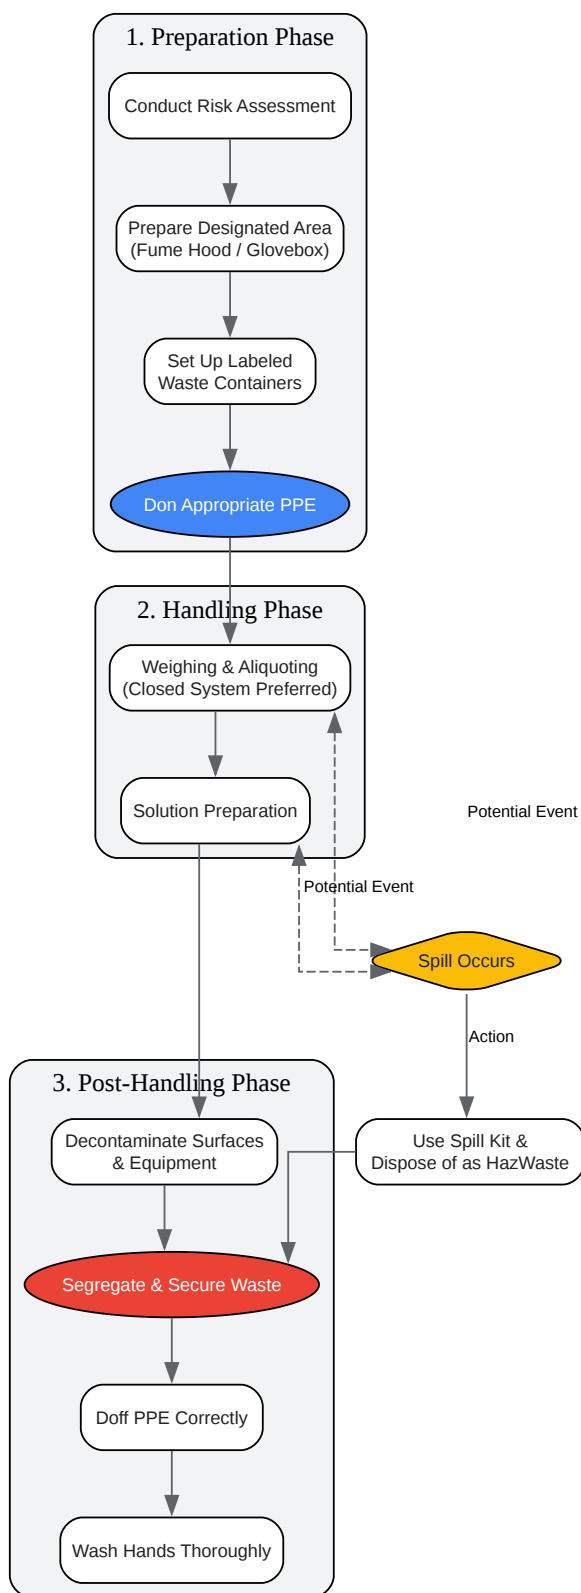 1. Preparation Phase
Conduct Risk Assessment
Prepare Designated Area
(Fume Hood / Glovebox)
Set Up Labeled
Waste Containers
Don Appropriate PPE
2. Handling Phase
Weighing & Aliquoting
(Closed System Preferred)
Solution Preparation
Potential Event
Potential Event
Spill Occurs
Action
3. Post-Handling Phase
Decontaminate Surfaces
& Equipment
Use Spill Kit &
Dispose of as HazWaste
Segregate & Secure Waste
Doff PPE Correctly
Wash Hands Thoroughly